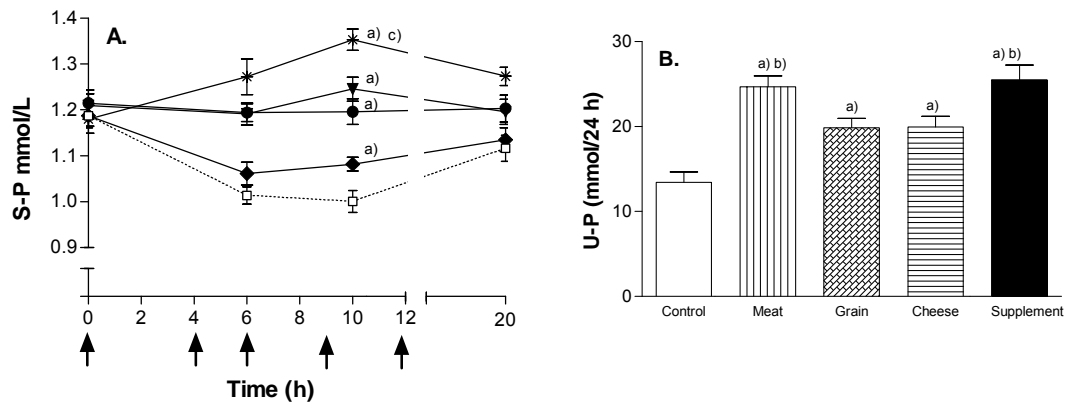 A.
S-P mmol/L
1.4
1.3
1.2
1.1
1.0
0.9
a) c)
a)
a)
a)
0 2 4 6 8 10 12 20
Time (h)
B.
U-P (mmol/24 h)
30
20
10
0
a) b)
a)
a)
a) b)
Control Meat Grain Cheese Supplement